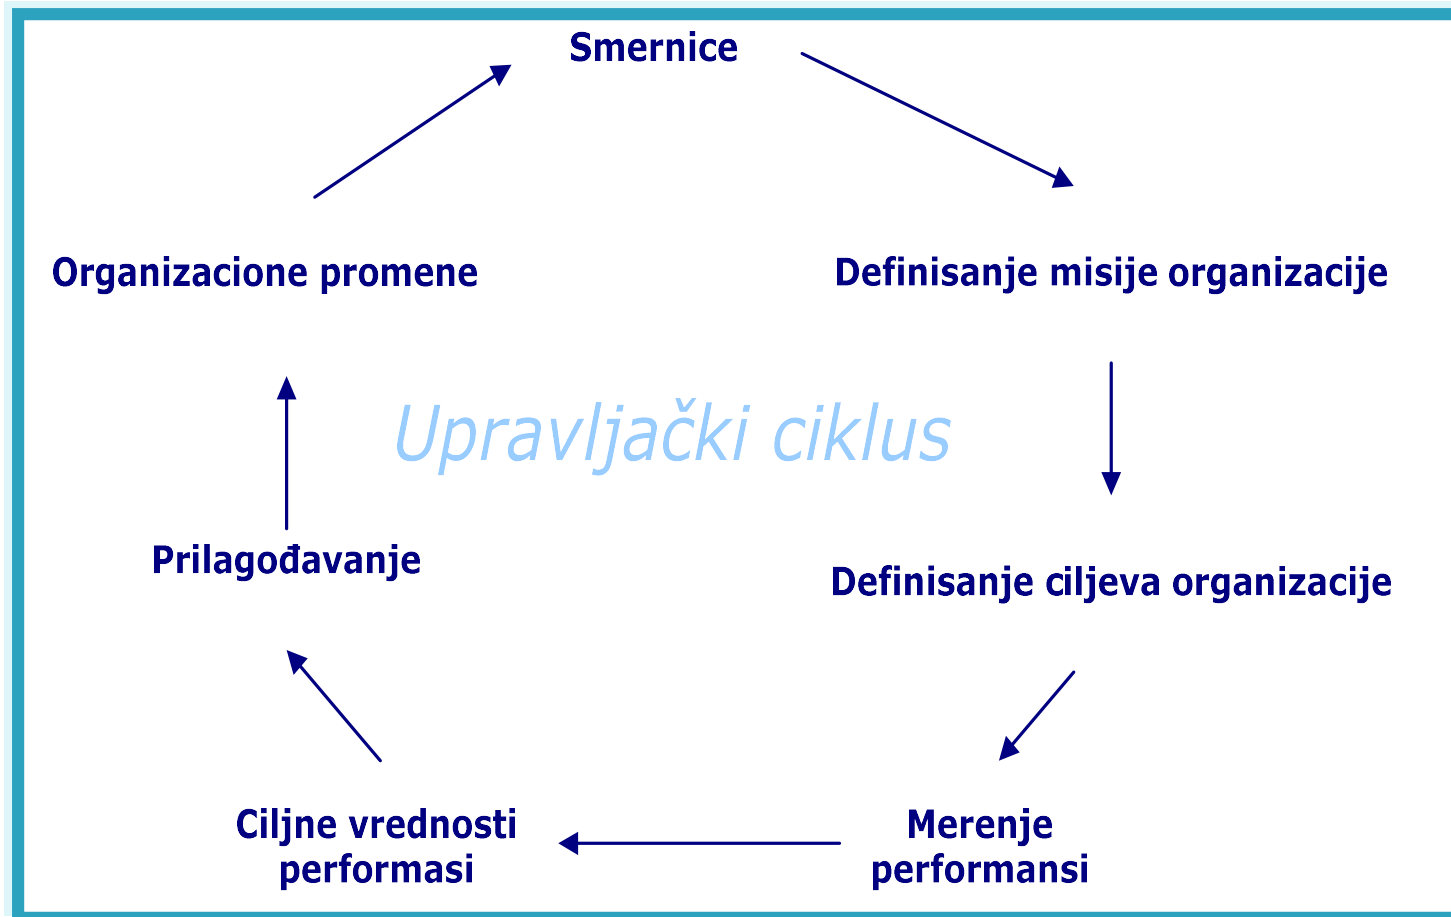 Smernice
Organizacione promene
Definisanje misije organizacije
Upravljački ciklus
Prilagođavanje
Definisanje ciljeva organizacije
Ciljne vrednosti
performasi
Merenje
performansi